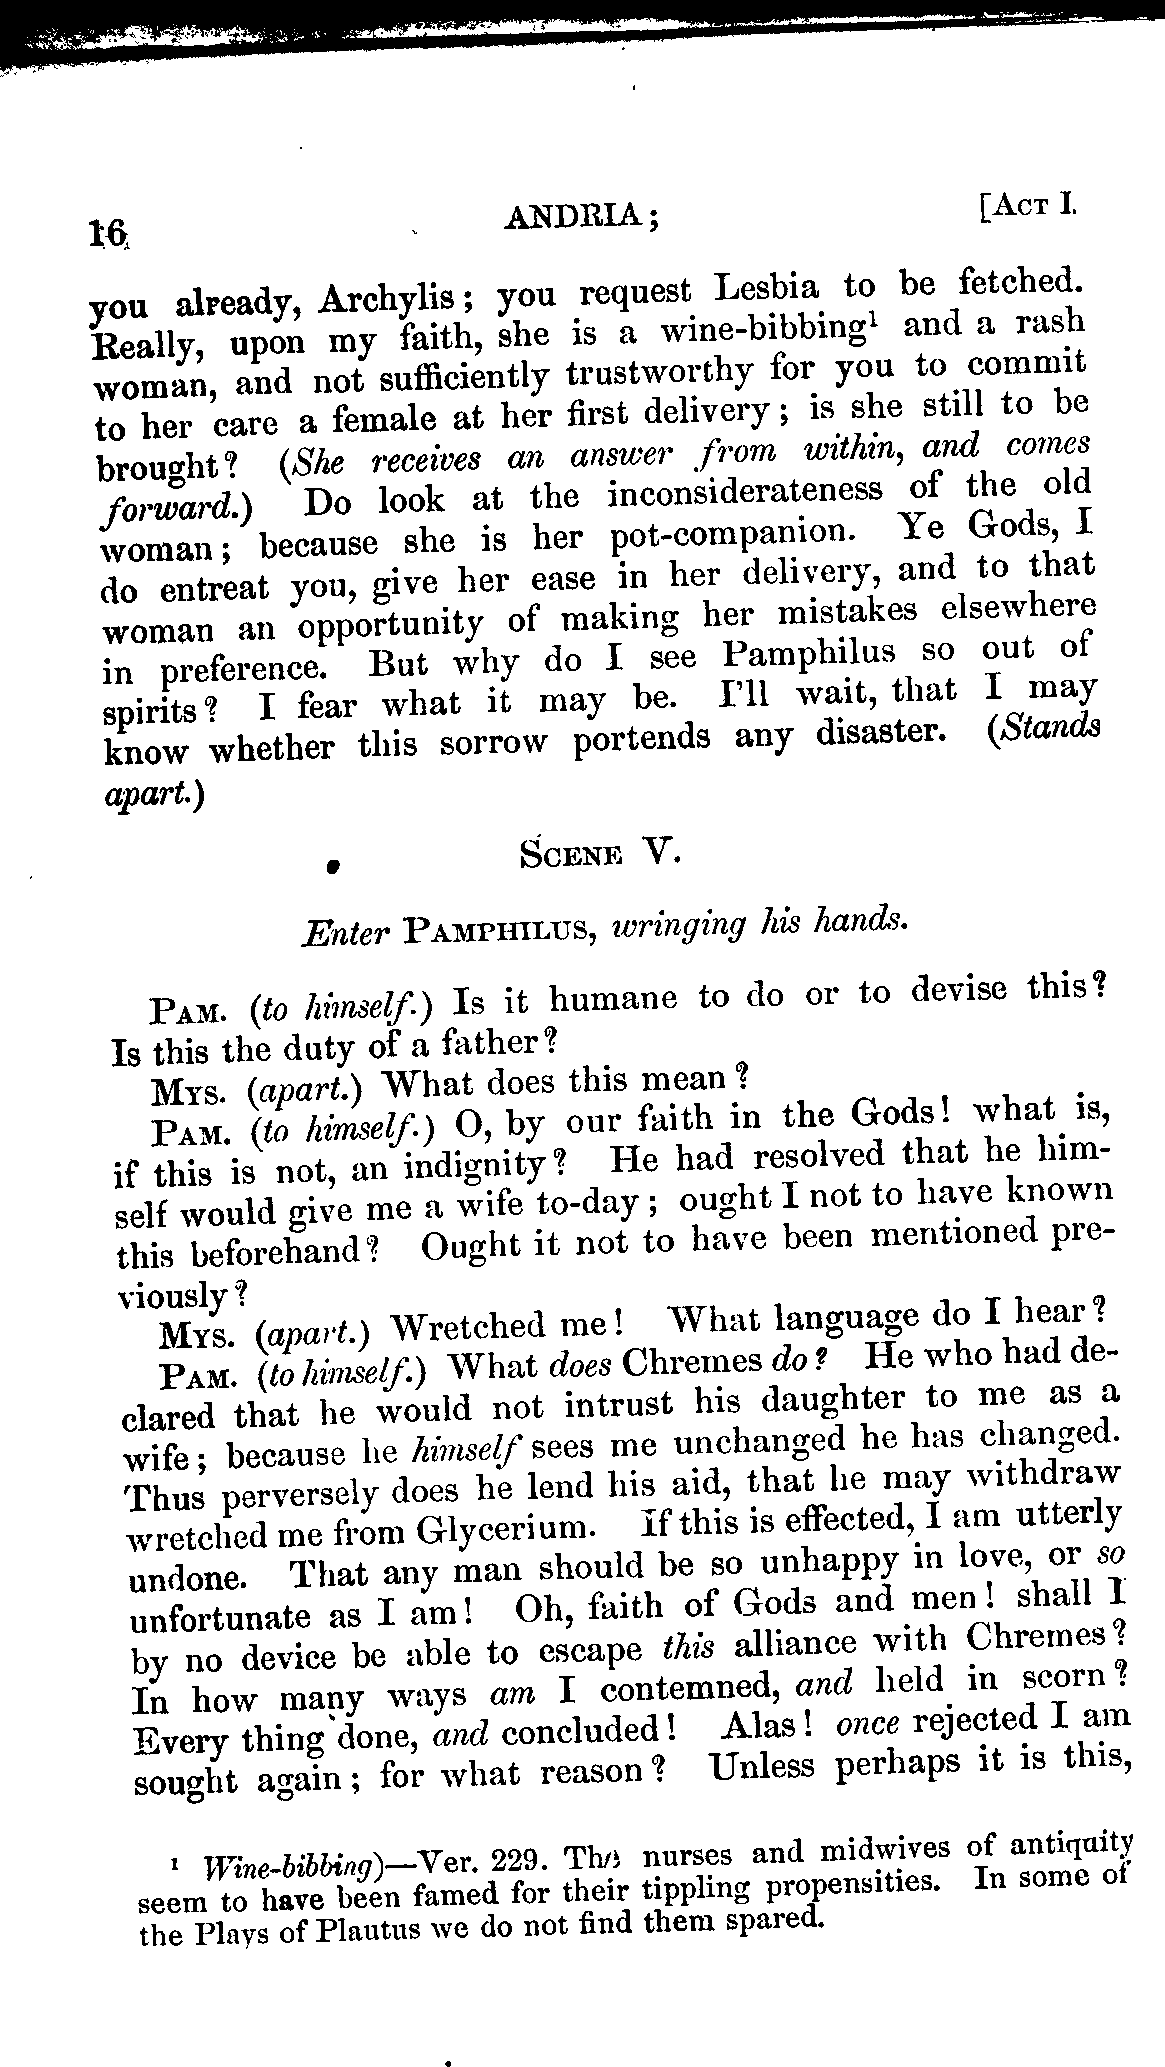 16 ANDRIA; [ACT I.
you already, Archylis; you request Lesbia to be fetched.
Really, upon my faith, she is a wine-bibbing¹ and a rash
woman, and not sufficiently trustworthy for you to commit
to her care a female at her first delivery; is she still to be
brought? (She receives an answer from within, and comes
forward.) Do look at the inconsiderateness of the old
woman; because she is her pot-companion. Ye Gods, I
do entreat you, give her ease in her delivery, and to that
woman an opportunity of making her mistakes elsewhere
in preference. But why do I see Pamphilus so out of
spirits? I fear what it may be. I'll wait, that I may
know whether this sorrow portends any disaster. (Stands
apart.)
SCENE V.
Enter PAMPHILUS, wringing his hands.
PAM. (to himself.) Is it humane to do or to devise this?
Is this the duty of a father?
MYS. (apart.) What does this mean?
PAM. (to himself.) O, by our faith in the Gods! what is,
if this is not, an indignity? He had resolved that he him-
self would give me a wife to-day; ought I not to have known
this beforehand? Ought it not to have been mentioned pre-
viously?
MYS. (apart.) Wretched me! What language do I hear?
PAM. (to himself.) What does Chremes do? He who had de-
clared that he would not intrust his daughter to me as a
wife; because he himself sees me unchanged he has changed.
Thus perversely does he lend his aid, that he may withdraw
wretched me from Glycerium. If this is effected, I am utterly
undone. That any man should be so unhappy in love, or so
unfortunate as I am! Oh, faith of Gods and men! shall I
by no device be able to escape this alliance with Chremes?
In how many ways am I contemned, and held in scorn?
Every thing done, and concluded! Alas! once rejected I am
sought again; for what reason? Unless perhaps it is this,
¹ Wine-bibbing)—Ver. 229. The nurses and midwives of antiquity
seem to have been famed for their tippling propensities. In some of
the Plays of Plautus we do not find them spared.